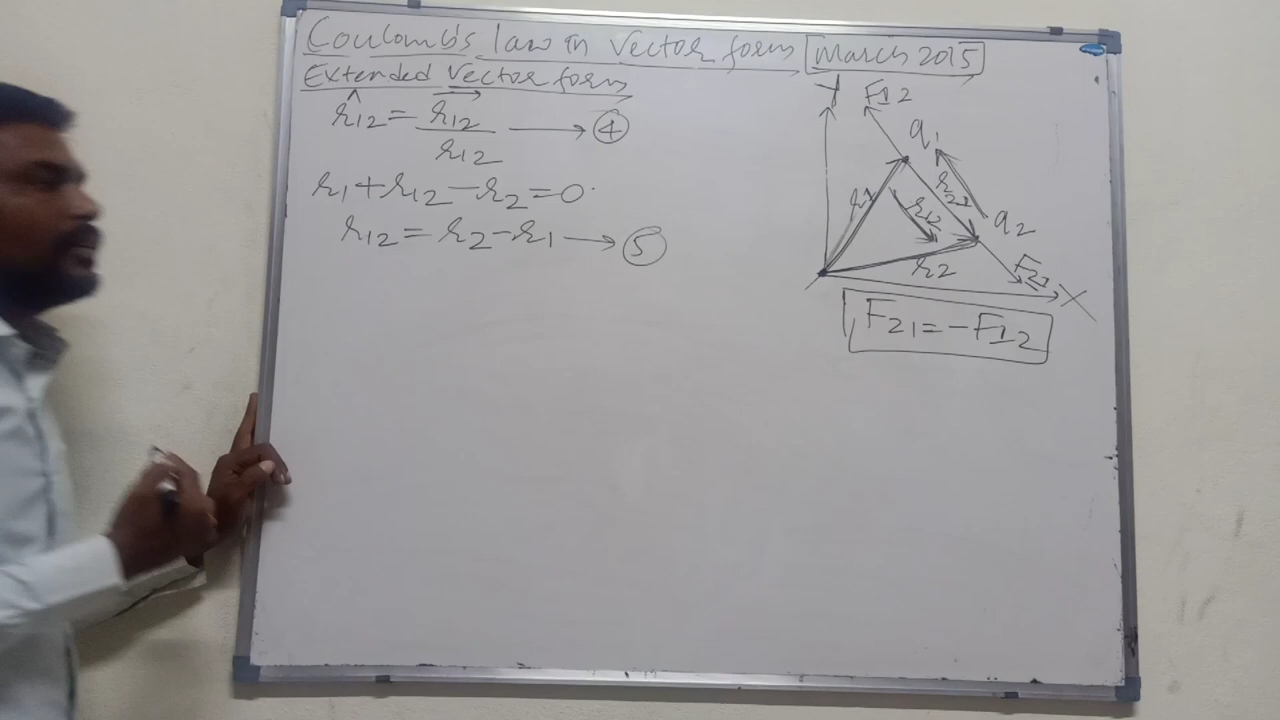 Coulomb's law in Vector form March 2015
Extended Vector form
r̂12 = r⃗12 / r12 → ④
r1 + r12 − r2 = 0
r12 = r2 − r1 → ⑤
Y
F12
q1
r1
r21
r12
q2
r2
F21
X
F21 = −F12